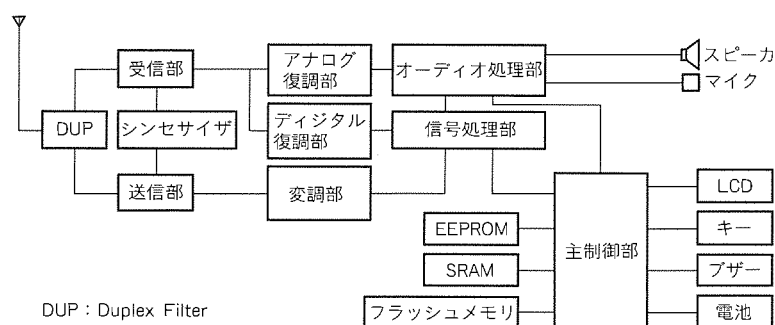 受信部
アナログ
復調部
オーディオ処理部
スピーカ
マイク
DUP
シンセサイザ
ディジタル
復調部
信号処理部
送信部
変調部
主制御部
LCD
EEPROM
キー
SRAM
ブザー
フラッシュメモリ
電池
DUP：Duplex Filter